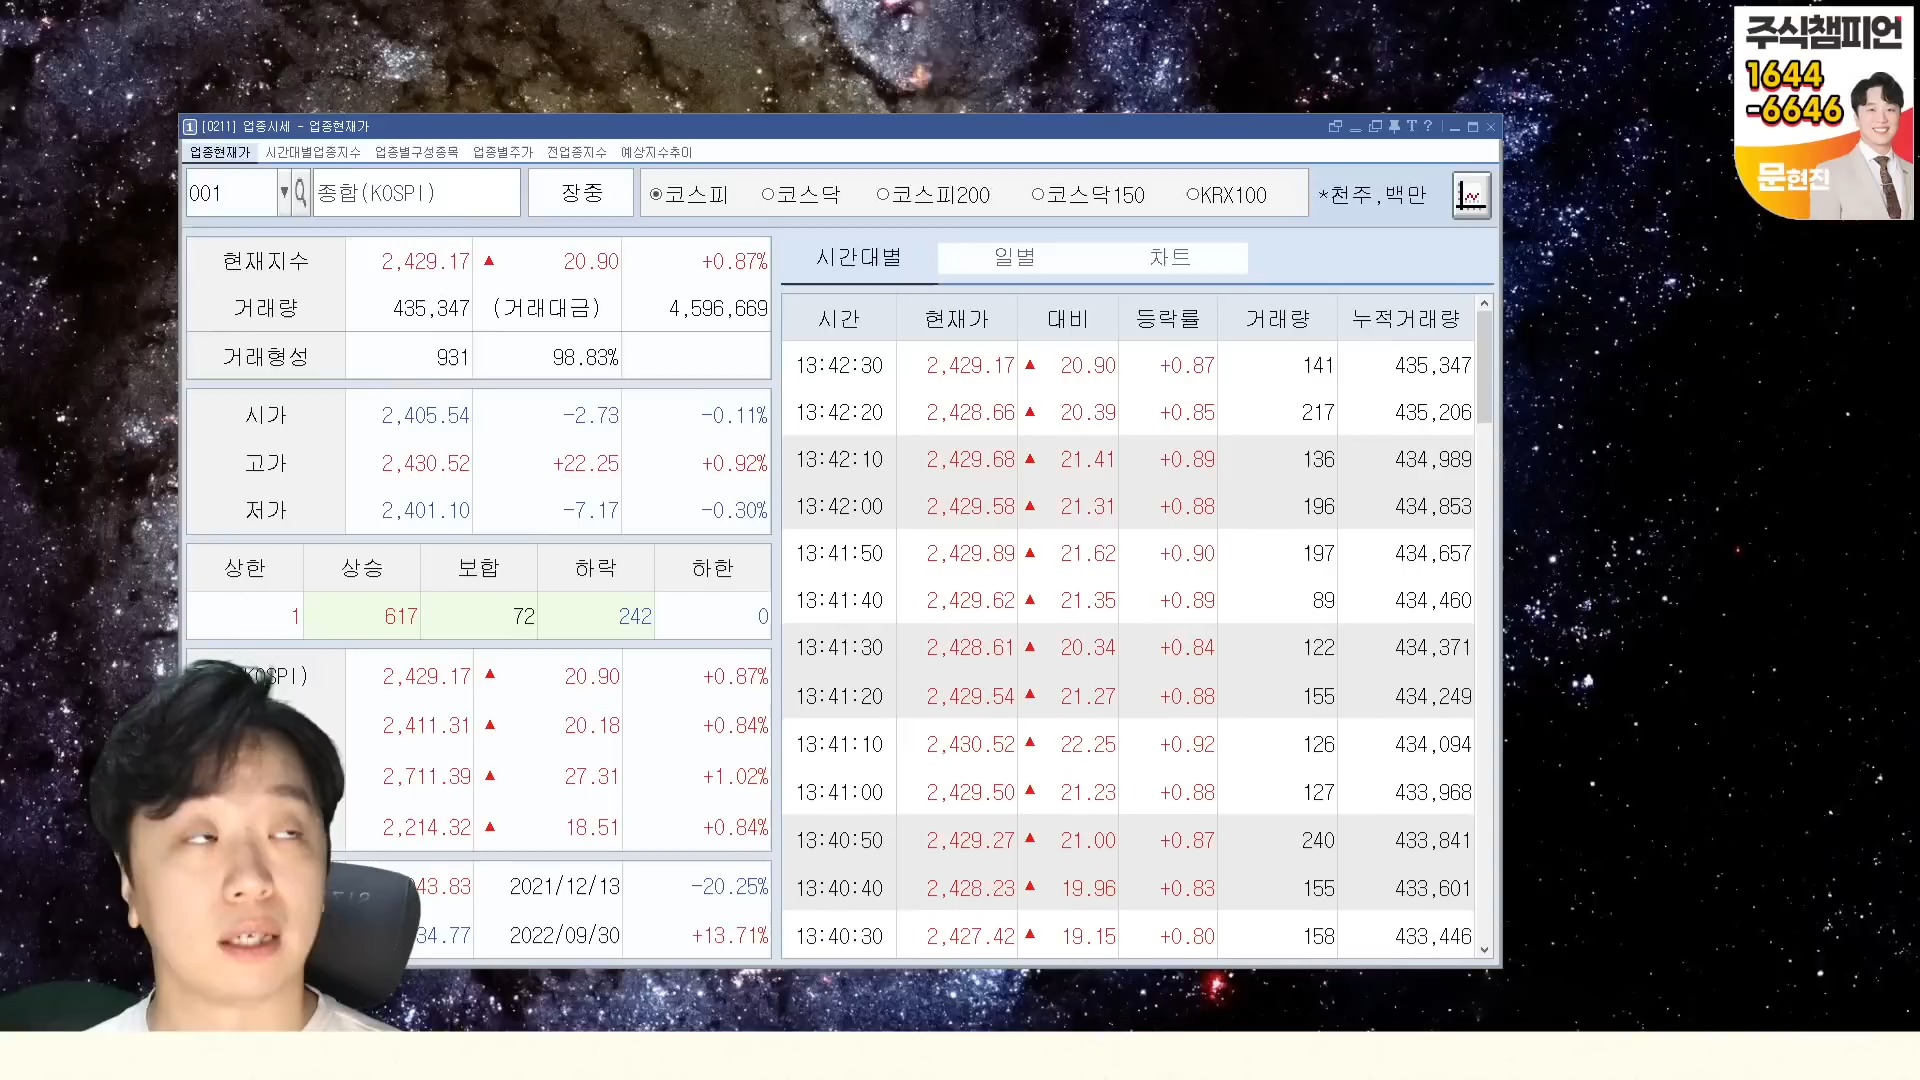 주식챔피언
1644
-6646
문현진
1 [0211] 업종시세 - 업종현재가
업종현재가 시간대별업종지수 업종별구성종목 업종별주가 전업종지수 예상지수추이
001 종합(KOSPI) 장중 코스피 코스닥 코스피200 코스닥150 KRX100 *천주,백만
현재지수 2,429.17 ▲ 20.90 +0.87%
거래량 435,347 (거래대금) 4,596,669
거래형성 931 98.83%
시가 2,405.54 -2.73 -0.11%
고가 2,430.52 +22.25 +0.92%
저가 2,401.10 -7.17 -0.30%
상한 상승 보합 하락 하한
1 617 72 242 0
KOSPI) 2,429.17 ▲ 20.90 +0.87%
2,411.31 ▲ 20.18 +0.84%
2,711.39 ▲ 27.31 +1.02%
2,214.32 ▲ 18.51 +0.84%
43.83 2021/12/13 -20.25%
34.77 2022/09/30 +13.71%
시간대별 일별 차트
시간 현재가 대비 등락률 거래량 누적거래량
13:42:30 2,429.17 ▲ 20.90 +0.87 141 435,347
13:42:20 2,428.66 ▲ 20.39 +0.85 217 435,206
13:42:10 2,429.68 ▲ 21.41 +0.89 136 434,989
13:42:00 2,429.58 ▲ 21.31 +0.88 196 434,853
13:41:50 2,429.89 ▲ 21.62 +0.90 197 434,657
13:41:40 2,429.62 ▲ 21.35 +0.89 89 434,460
13:41:30 2,428.61 ▲ 20.34 +0.84 122 434,371
13:41:20 2,429.54 ▲ 21.27 +0.88 155 434,249
13:41:10 2,430.52 ▲ 22.25 +0.92 126 434,094
13:41:00 2,429.50 ▲ 21.23 +0.88 127 433,968
13:40:50 2,429.27 ▲ 21.00 +0.87 240 433,841
13:40:40 2,428.23 ▲ 19.96 +0.83 155 433,601
13:40:30 2,427.42 ▲ 19.15 +0.80 158 433,446